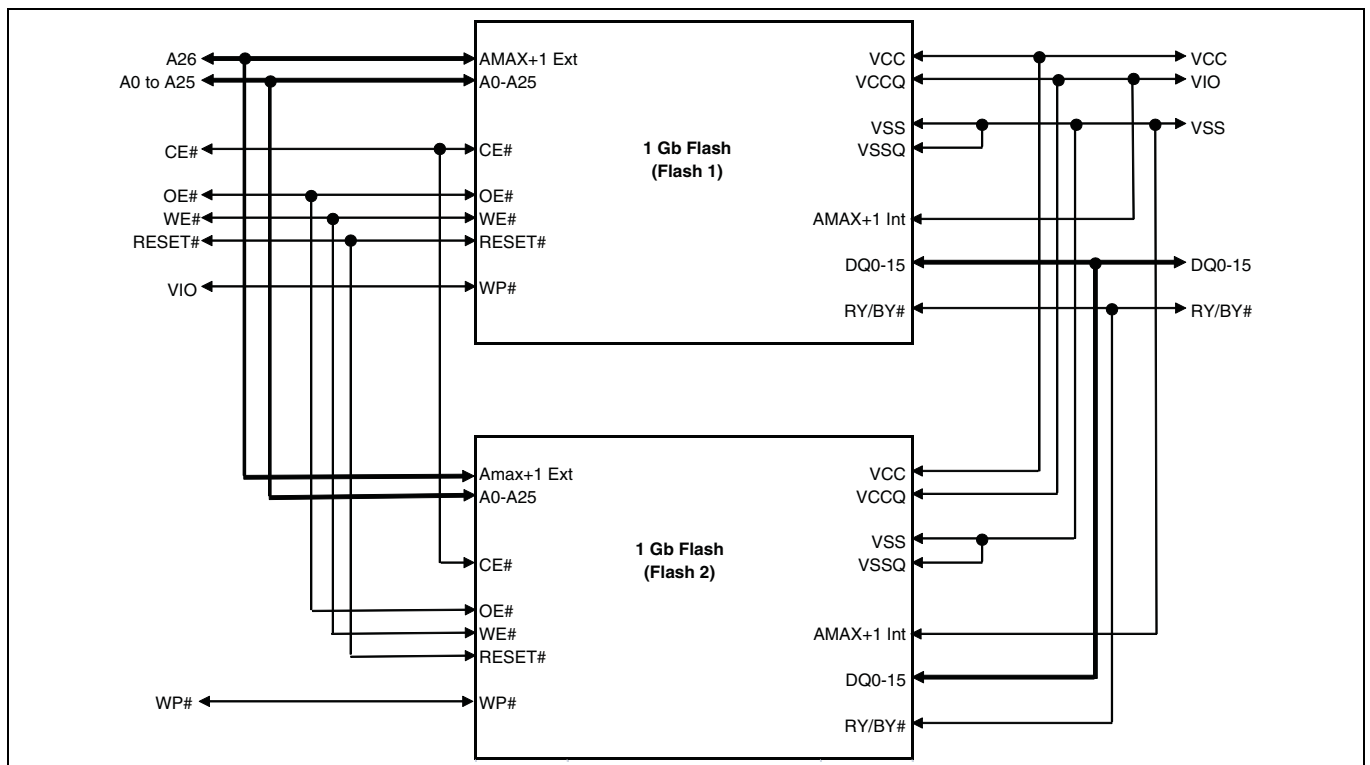 A26
A0 to A25
CE#
OE#
WE#
RESET#
VIO
AMAX+1 Ext
A0-A25
CE#
OE#
WE#
RESET#
WP#
1 Gb Flash
(Flash 1)
VCC
VCCQ
VSS
VSSQ
AMAX+1 Int
DQ0-15
RY/BY#
VCC
VIO
VSS
DQ0-15
RY/BY#
WP#
Amax+1 Ext
A0-A25
CE#
OE#
WE#
RESET#
WP#
1 Gb Flash
(Flash 2)
VCC
VCCQ
VSS
VSSQ
AMAX+1 Int
DQ0-15
RY/BY#